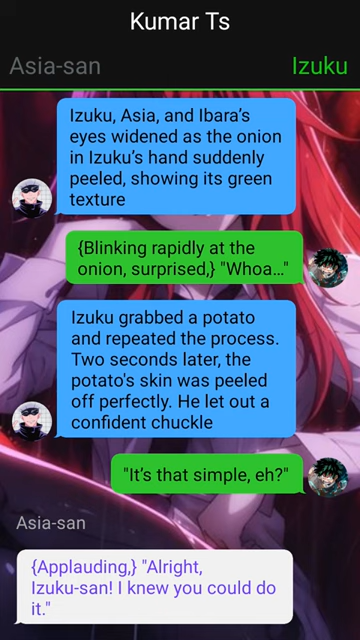 Kumar Ts
Asia-san
Izuku
Izuku, Asia, and Ibara’s
eyes widened as the onion
in Izuku’s hand suddenly
peeled, showing its green
texture
{Blinking rapidly at the
onion, surprised,} "Whoa…"
Izuku grabbed a potato
and repeated the process.
Two seconds later, the
potato's skin was peeled
off perfectly. He let out a
confident chuckle
"It’s that simple, eh?"
Asia-san
{Applauding,} "Alright,
Izuku-san! I knew you could do
it."